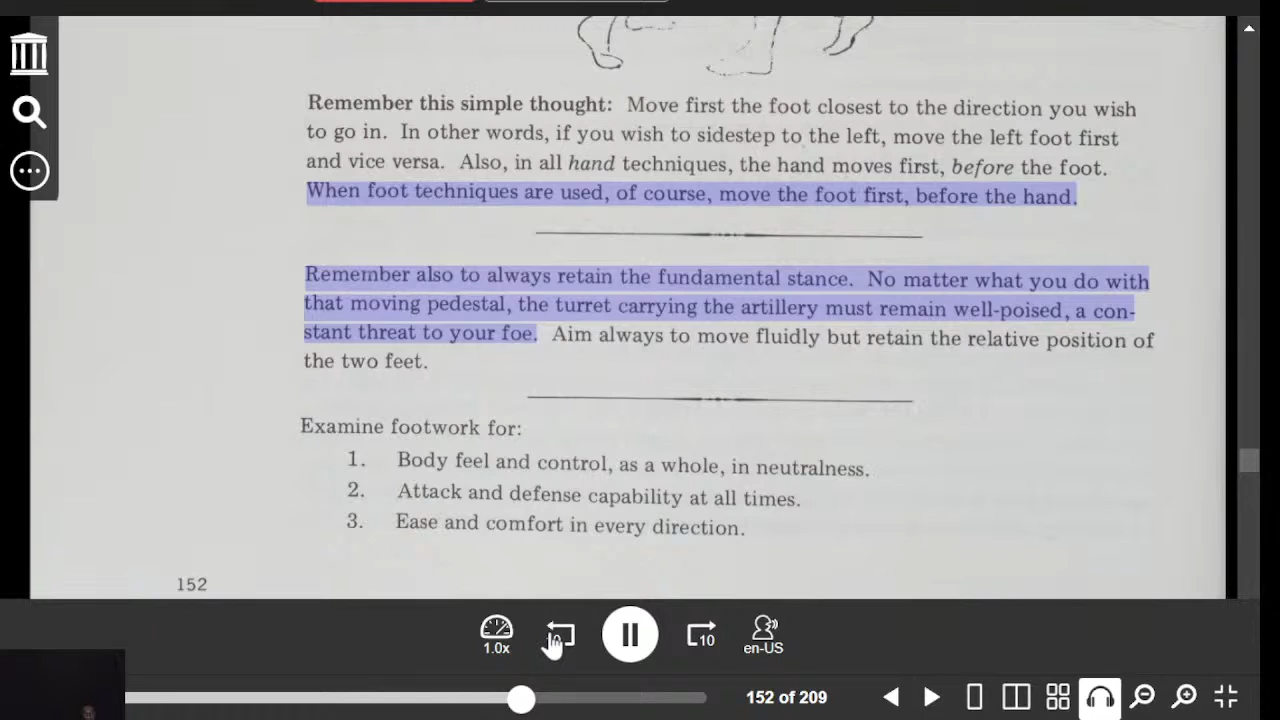 Remember this simple thought: Move first the foot closest to the direction you wish
to go in. In other words, if you wish to sidestep to the left, move the left foot first
and vice versa. Also, in all hand techniques, the hand moves first, before the foot.
When foot techniques are used, of course, move the foot first, before the hand.
Remember also to always retain the fundamental stance. No matter what you do with
that moving pedestal, the turret carrying the artillery must remain well-poised, a con-
stant threat to your foe. Aim always to move fluidly but retain the relative position of
the two feet.
Examine footwork for:
1. Body feel and control, as a whole, in neutralness.
2. Attack and defense capability at all times.
3. Ease and comfort in every direction.
152
1.0x
10
en-US
152 of 209